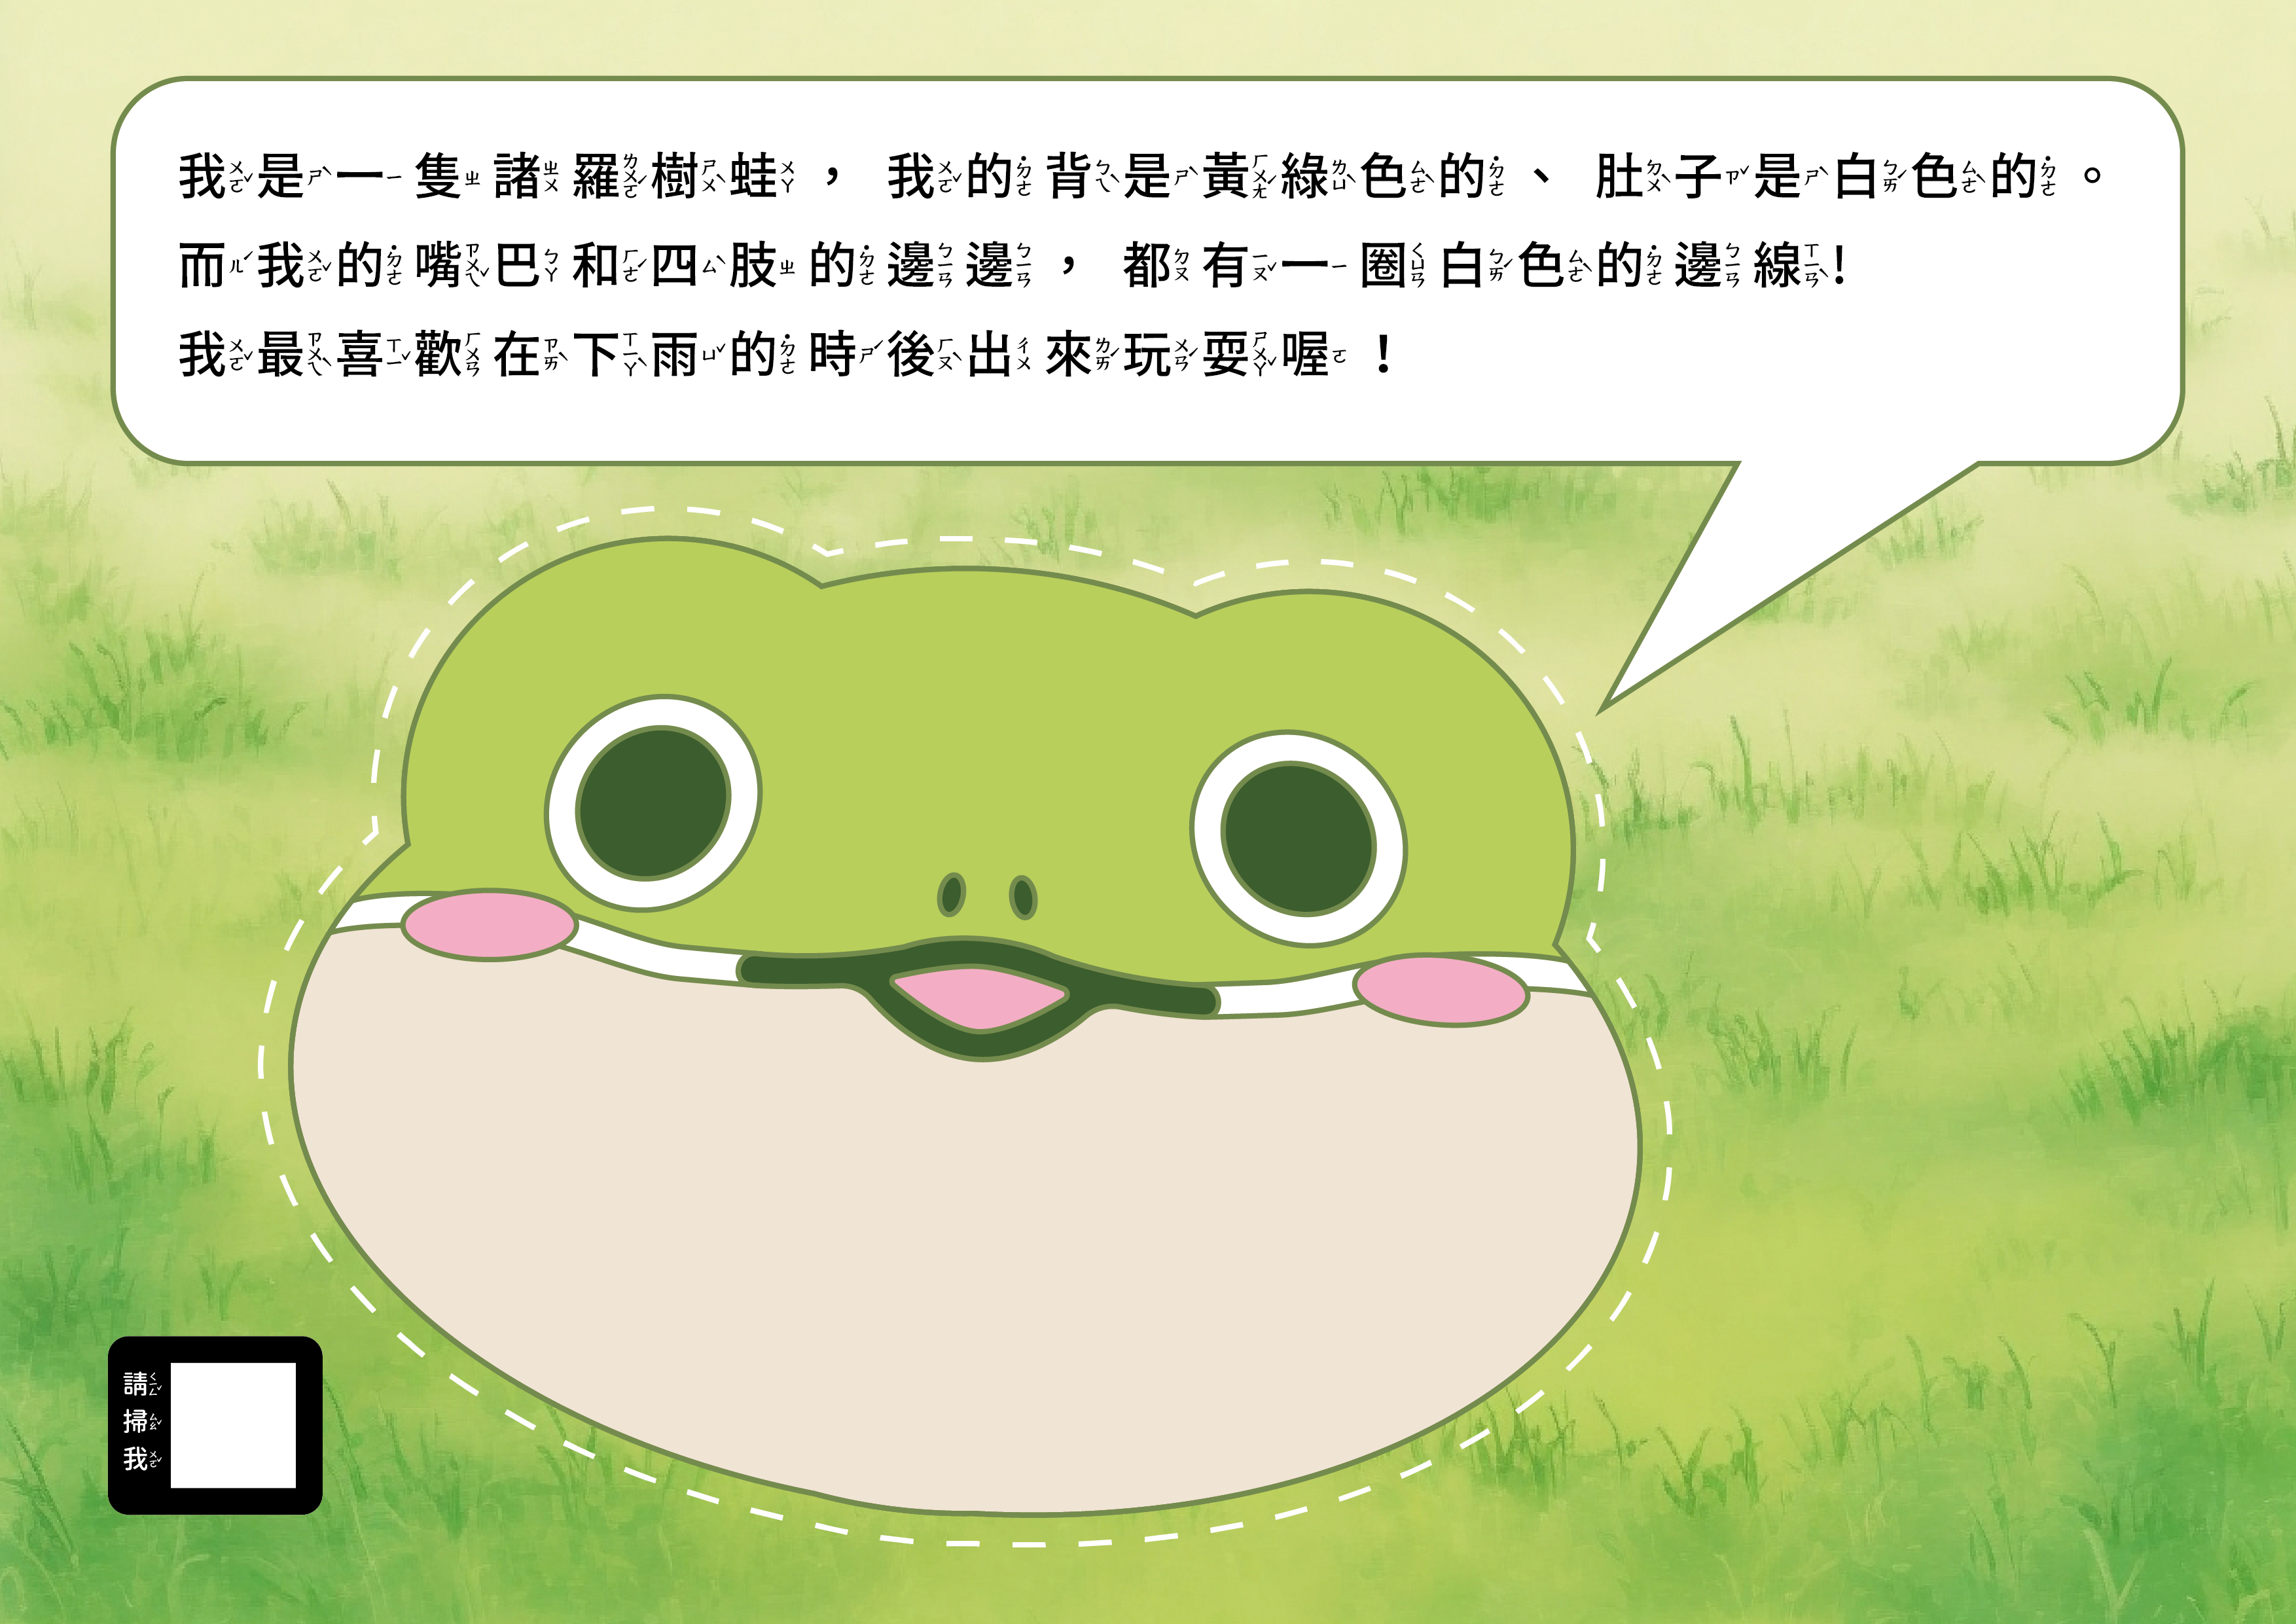 我是一隻諸羅樹蛙，我的背是黃綠色的、肚子是白色的。
而我的嘴巴和四肢的邊邊，都有一圈白色的邊線！
我最喜歡在下雨的時後出來玩耍喔！
請
掃
我